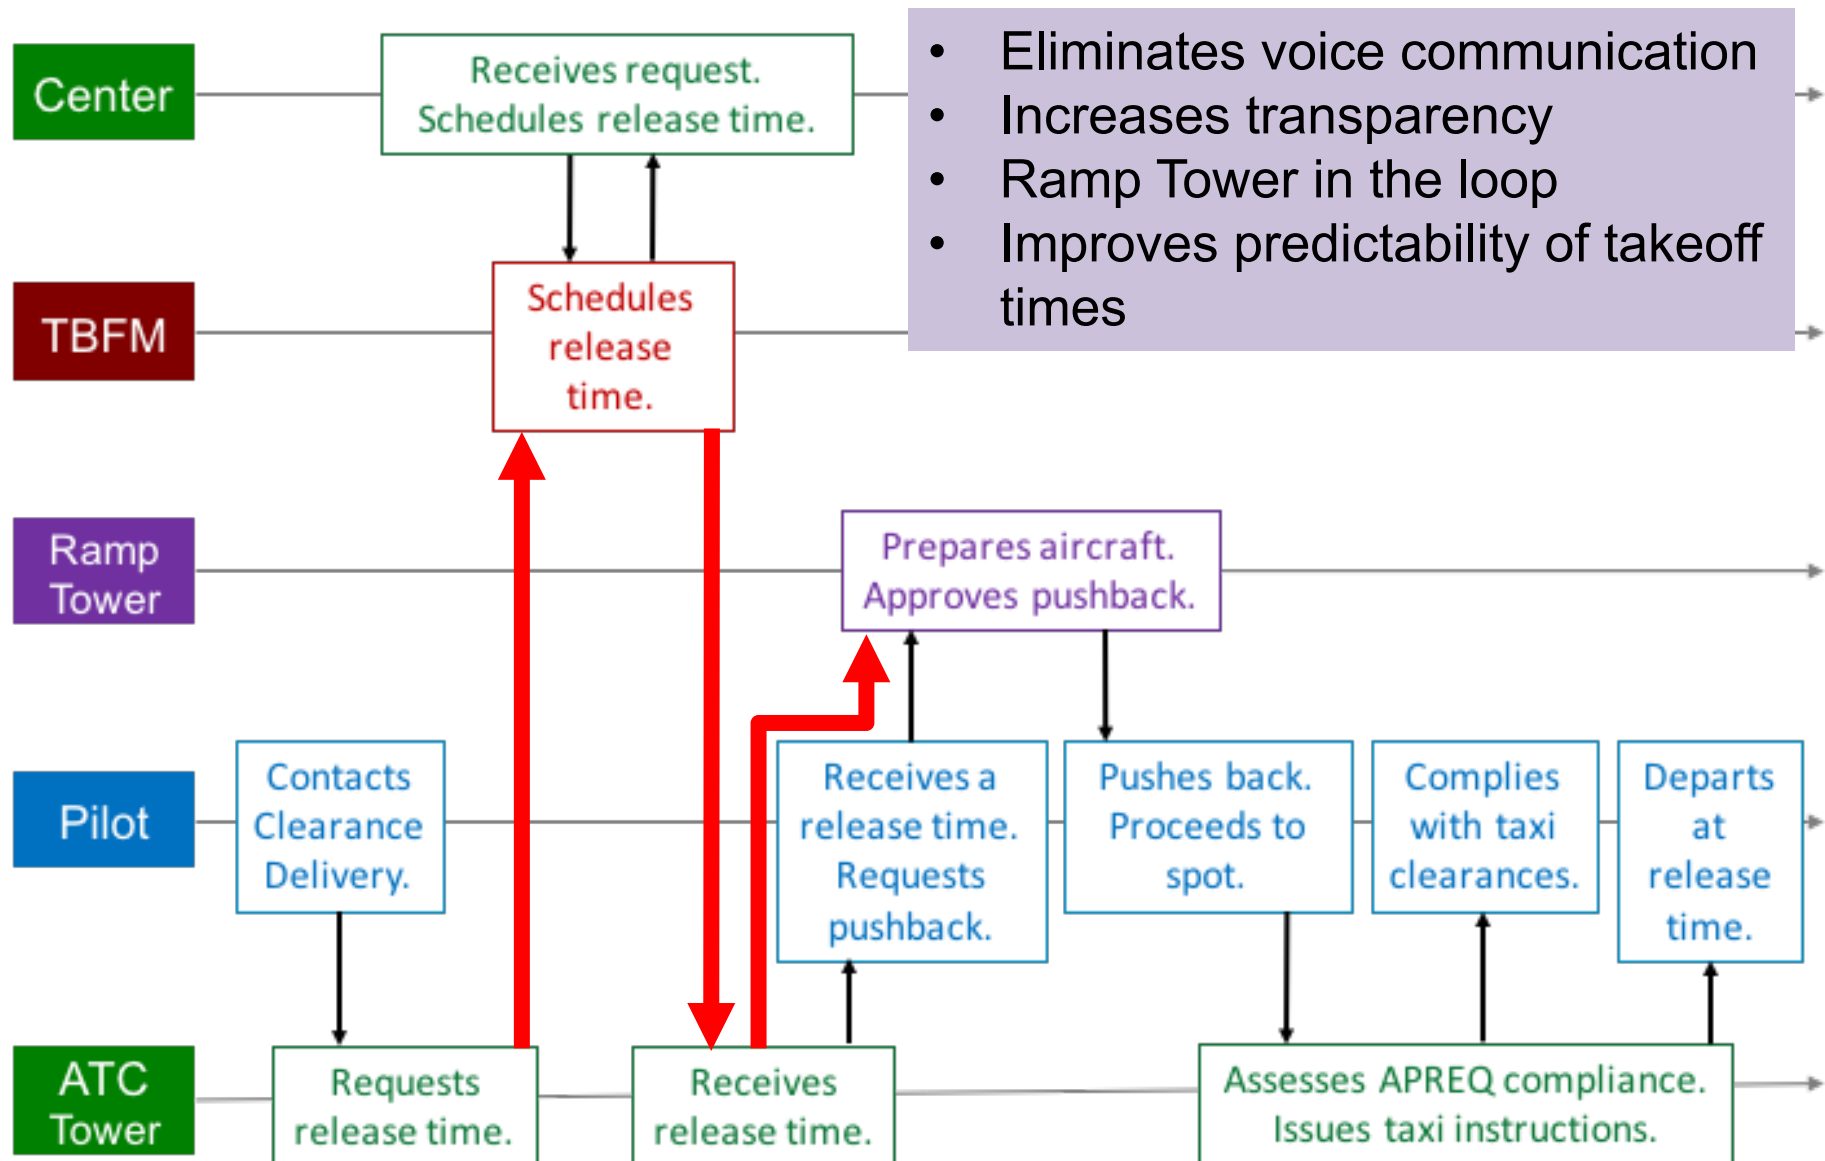 Center
Receives request.
Schedules release time.
• Eliminates voice communication
• Increases transparency
• Ramp Tower in the loop
• Improves predictability of takeoff
times
TBFM
Schedules
release
time.
Ramp
Tower
Prepares aircraft.
Approves pushback.
Pilot
Contacts
Clearance
Delivery.
Receives a
release time.
Requests
pushback.
Pushes back.
Proceeds to
spot.
Complies
with taxi
clearances.
Departs
at
release
time.
ATC
Tower
Requests
release time.
Receives
release time.
Assesses APREQ compliance.
Issues taxi instructions.